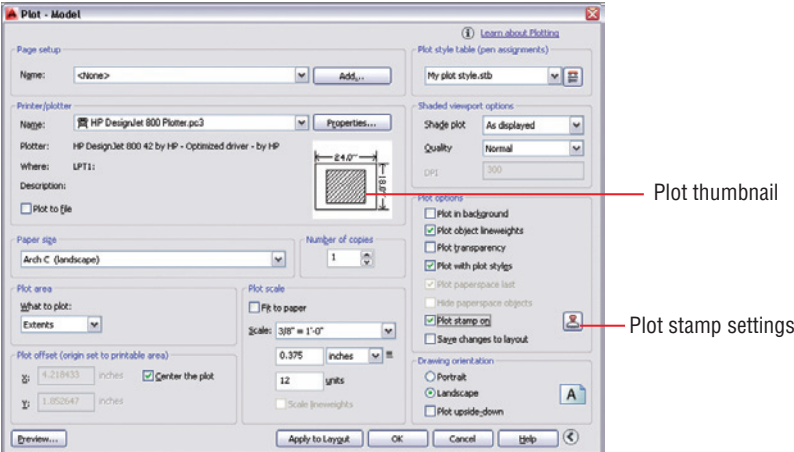 Plot - Model
Learn about Plotting
Page setup
Name: <None> Add...
Plot style table (pen assignments)
My plot style.stb
Printer/plotter
Name: HP DesignJet 800 Plotter.pc3 Properties...
Plotter: HP DesignJet 800 42 by HP - Optimized driver - by HP
Where: LPT1:
Description:
Plot to file
24.0"
18.0"
Shaded viewport options
Shade plot As displayed
Quality Normal
DPI 300
Plot thumbnail
Plot options
Plot in background
Plot object lineweights
Plot transparency
Plot with plot styles
Plot paperspace last
Hide paperspace objects
Plot stamp on
Save changes to layout
Plot stamp settings
Paper size
Arch C (landscape)
Number of copies
1
Plot area
What to plot:
Extents
Plot scale
Fit to paper
Scale: 3/8" = 1'-0"
0.375 inches =
12 units
Scale lineweights
Plot offset (origin set to printable area)
X: 4.218433 inches Center the plot
Y: 1.052647 inches
Drawing orientation
Portrait
Landscape
Plot upside-down
A
Preview... Apply to Layout OK Cancel Help